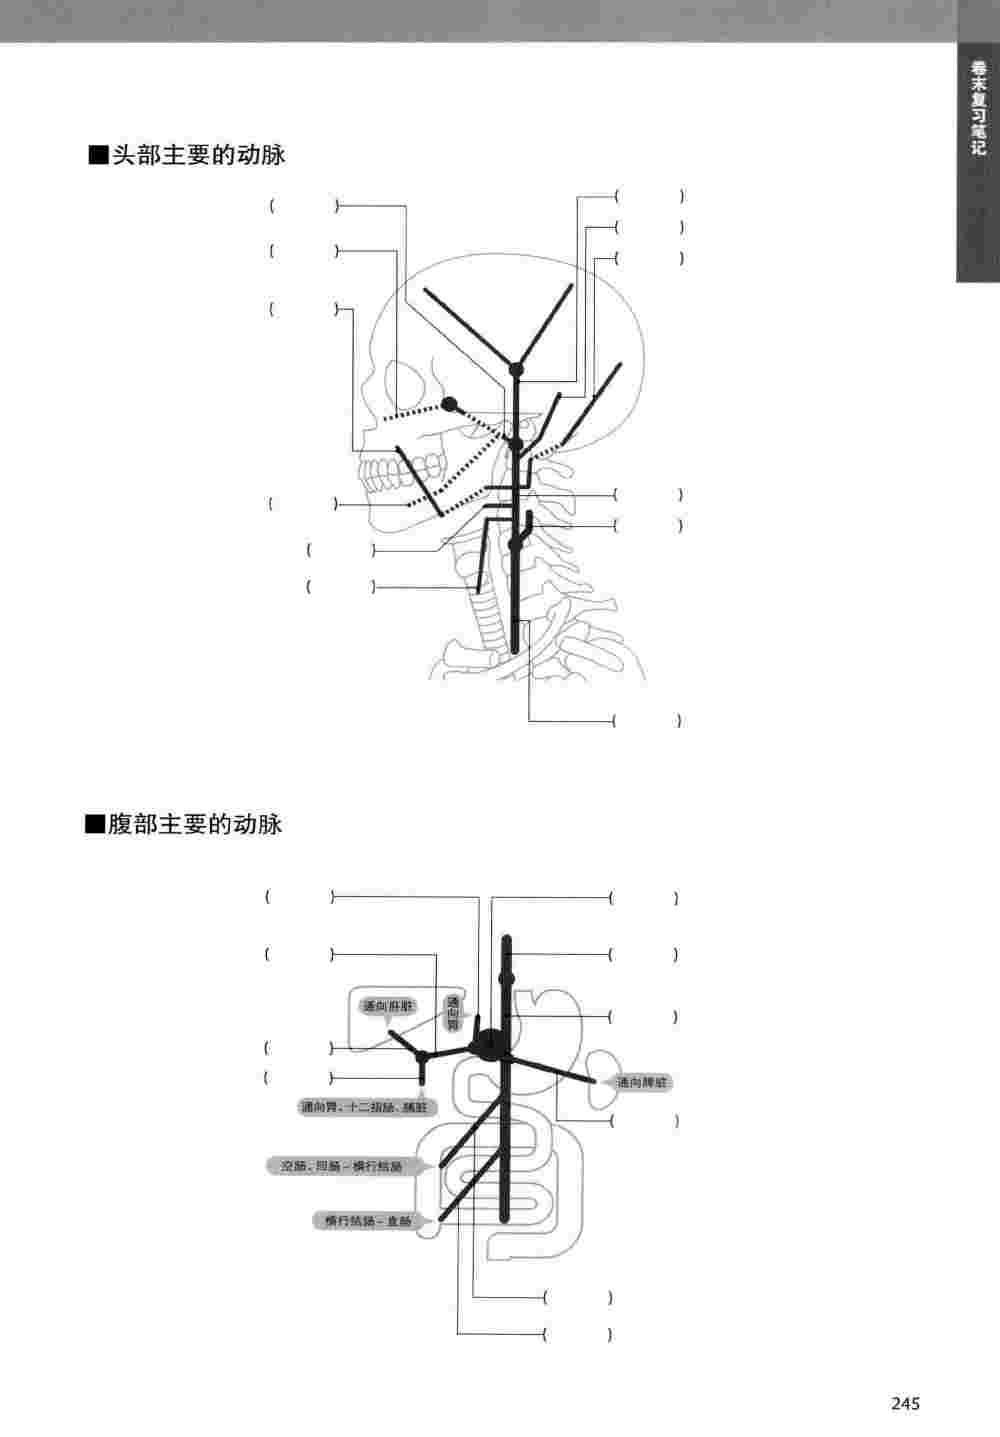 卷末复习笔记
■头部主要的动脉
( )
( )
( )
( )
( )
( )
( )
( )
( )
( )
( )
( )
■腹部主要的动脉
( ) ( )
( ) ( )
通向肝脏
通向胃
( )
( )
( )
通向脾脏
通向胃、十二指肠、胰脏
( )
空肠、回肠－横行结肠
横行结肠－直肠
( )
( )
245